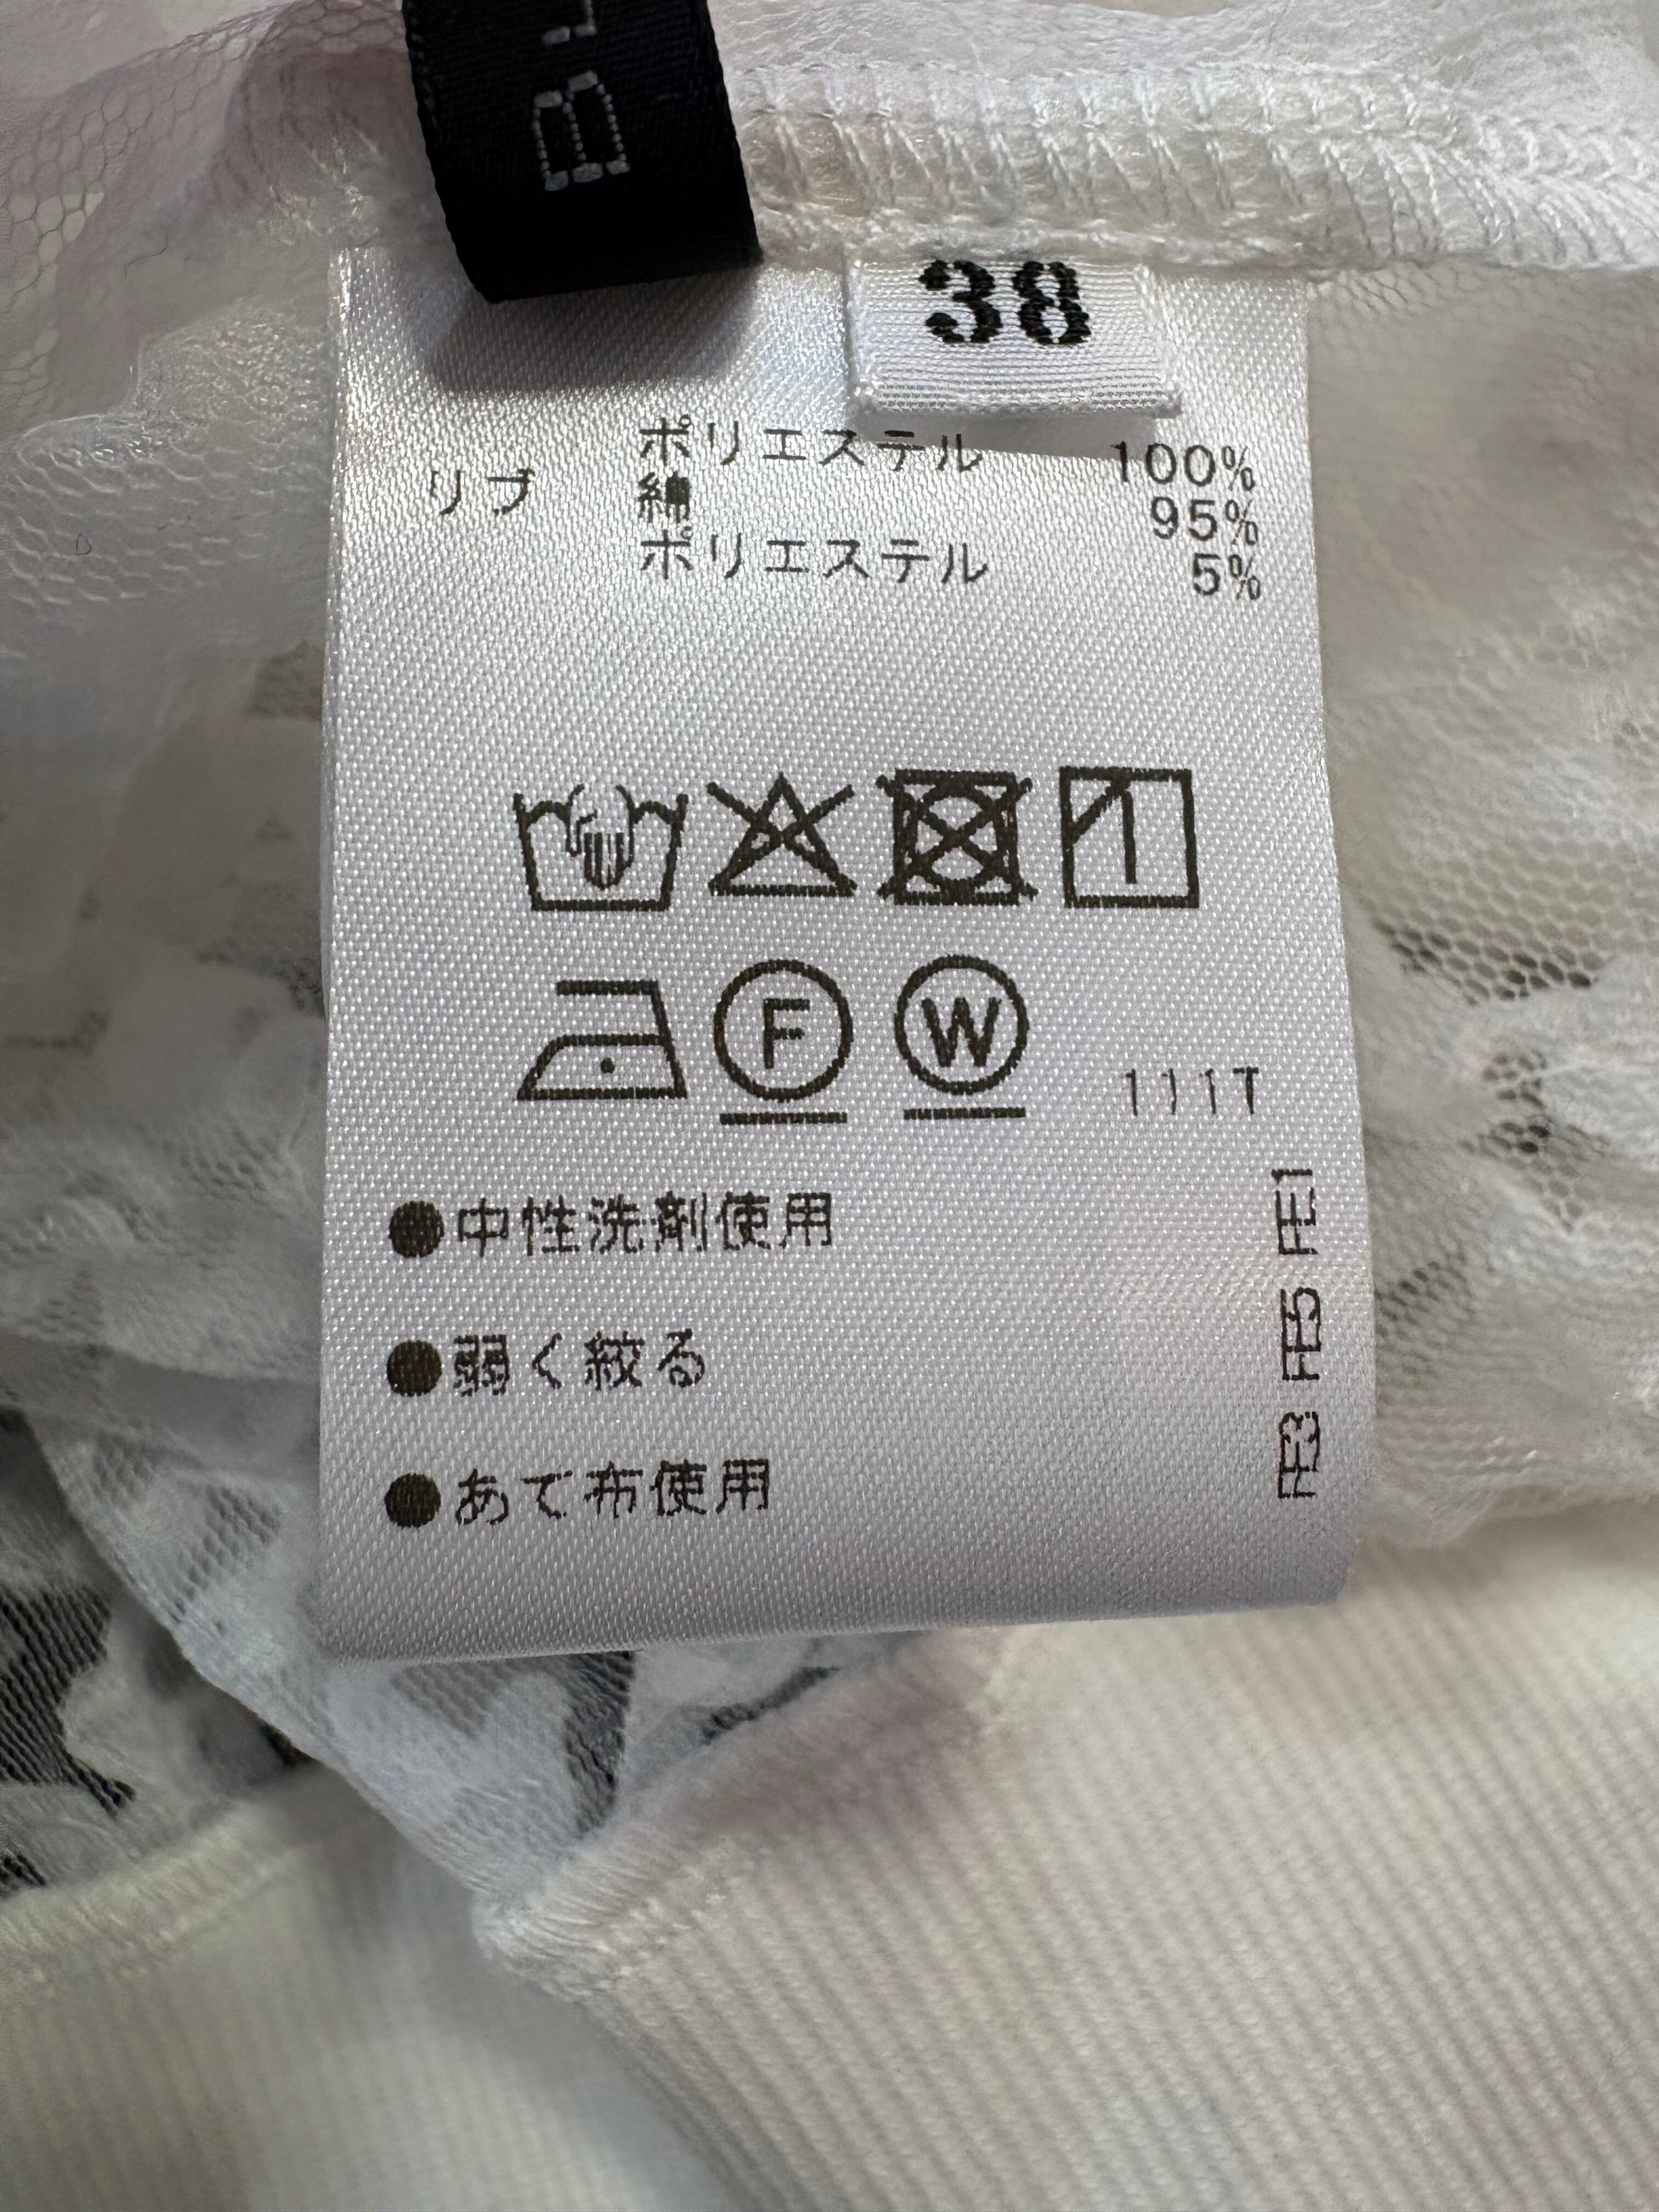 38
ポリエステル 100%
リブ 綿 95%
ポリエステル 5%
F W
111T
●中性洗剤使用
●弱く絞る
●あて布使用